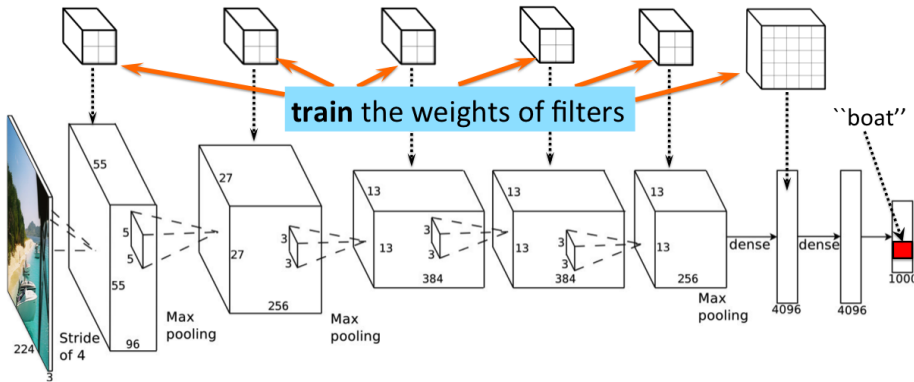 train the weights of filters
``boat''
55
27
13
13
13
5
5
27
3
3
13
3
3
13
3
3
13
dense
dense
55
384
384
256
1000
256
Max
pooling
4096
4096
224
Stride
of 4
96
Max
pooling
Max
pooling
3